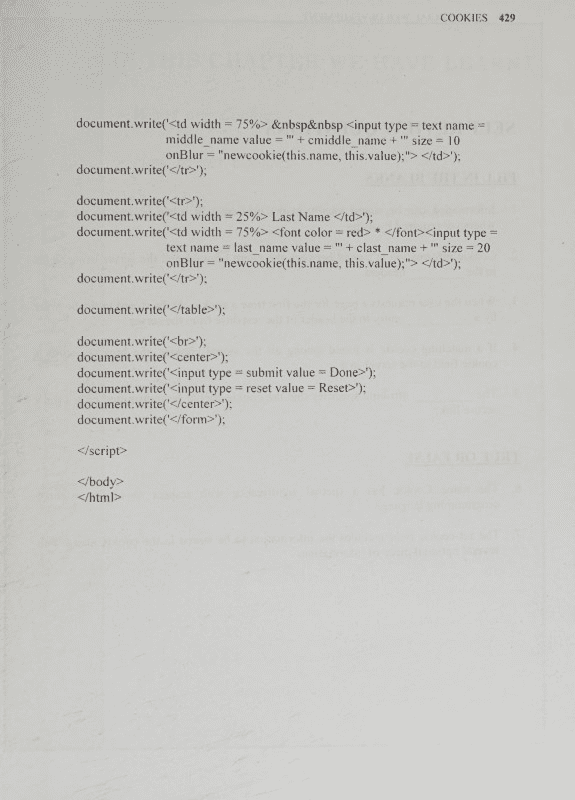 COOKIES 429
document.write('<td width = 75%> &nbsp&nbsp <input type = text name =
middle_name value = "' + cmiddle_name + '" size = 10
onBlur = "newcookie(this.name, this.value);"> </td>');
document.write('</tr>');
document.write('<tr>');
document.write('<td width = 25%> Last Name </td>');
document.write('<td width = 75%> <font color = red> * </font><input type =
text name = last_name value = "' + clast_name + '" size = 20
onBlur = "newcookie(this.name, this.value);"> </td>');
document.write('</tr>');
document.write('</table>');
document.write('<br>');
document.write('<center>');
document.write('<input type = submit value = Done>');
document.write('<input type = reset value = Reset>');
document.write('</center>');
document.write('</form>');
</script>
</body>
</html>